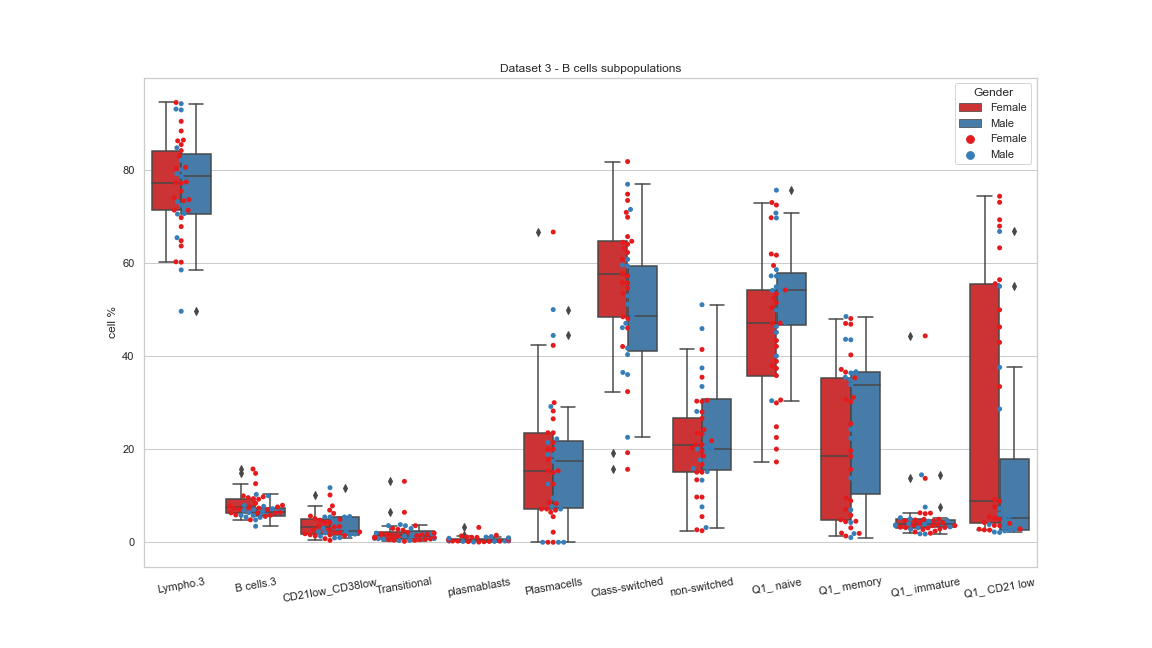 Dataset 3 - B cells subpopulations
Gender
Female
Male
Female
Male
cell %
80
60
40
20
0
Lympho.3
B cells.3
CD21low_CD38low
Transitional
plasmablasts
Plasmacells
Class-switched
non-switched
Q1_ naive
Q1_ memory
Q1_ immature
Q1_ CD21 low